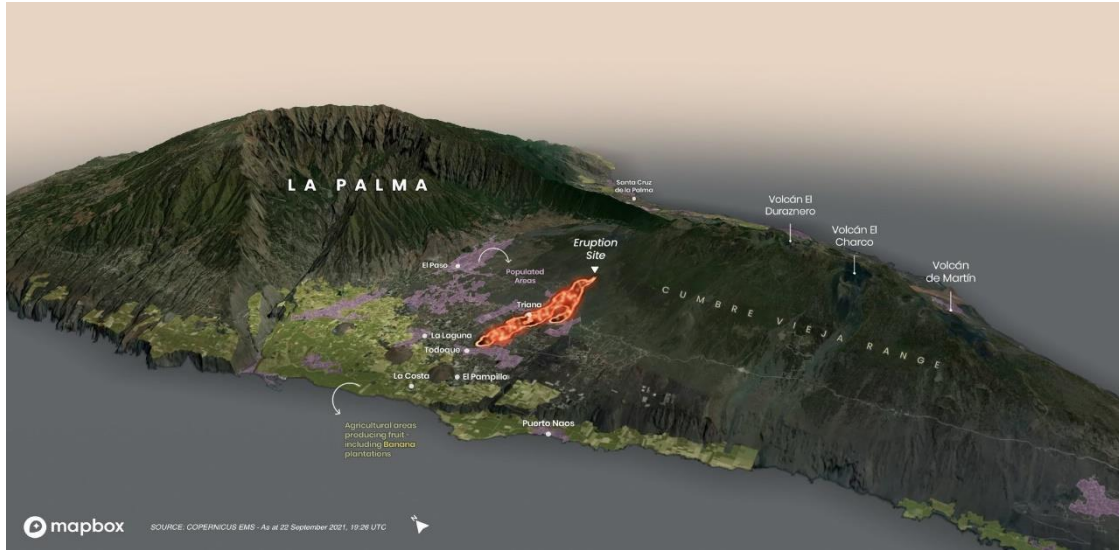 LA PALMA
Santa Cruz
de la Palma
Volcán El
Duraznero
Volcán El
Charco
Volcán
de Martín
Eruption
Site
El Paso
Populated
Areas
Triana
CUMBRE VIEJA RANGE
La Laguna
Todoque
La Costa
El Pampillo
Puerto Naos
Agricultural areas
producing fruit -
including Banana
plantations
mapbox
SOURCE: COPERNICUS EMS - As at 22 September 2021, 19:28 UTC
N